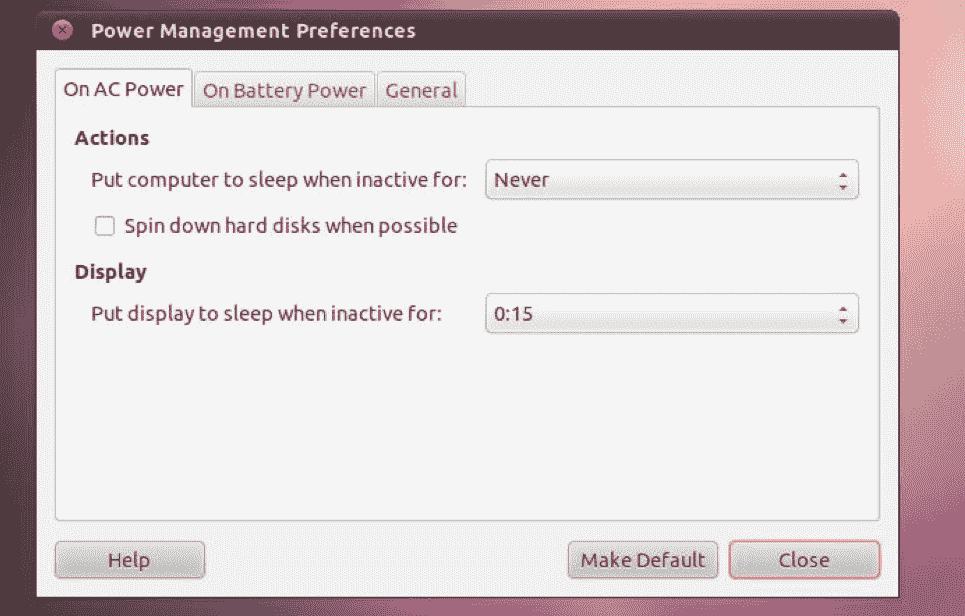 Power Management Preferences
On AC Power On Battery Power General
Actions
Put computer to sleep when inactive for: Never
Spin down hard disks when possible
Display
Put display to sleep when inactive for: 0:15
Help Make Default Close